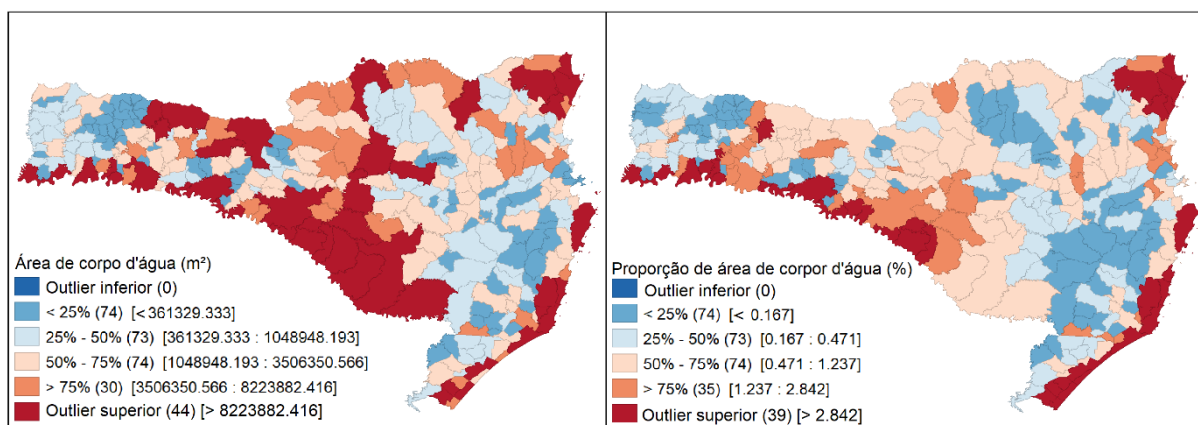 Área de corpo d'água (m²)
Outlier inferior (0)
< 25% (74) [< 361329.333]
25% - 50% (73) [361329.333 : 1048948.193]
50% - 75% (74) [1048948.193 : 3506350.566]
> 75% (30) [3506350.566 : 8223882.416]
Outlier superior (44) [> 8223882.416]
Proporção de área de corpor d'água (%)
Outlier inferior (0)
< 25% (74) [< 0.167]
25% - 50% (73) [0.167 : 0.471]
50% - 75% (74) [0.471 : 1.237]
> 75% (35) [1.237 : 2.842]
Outlier superior (39) [> 2.842]